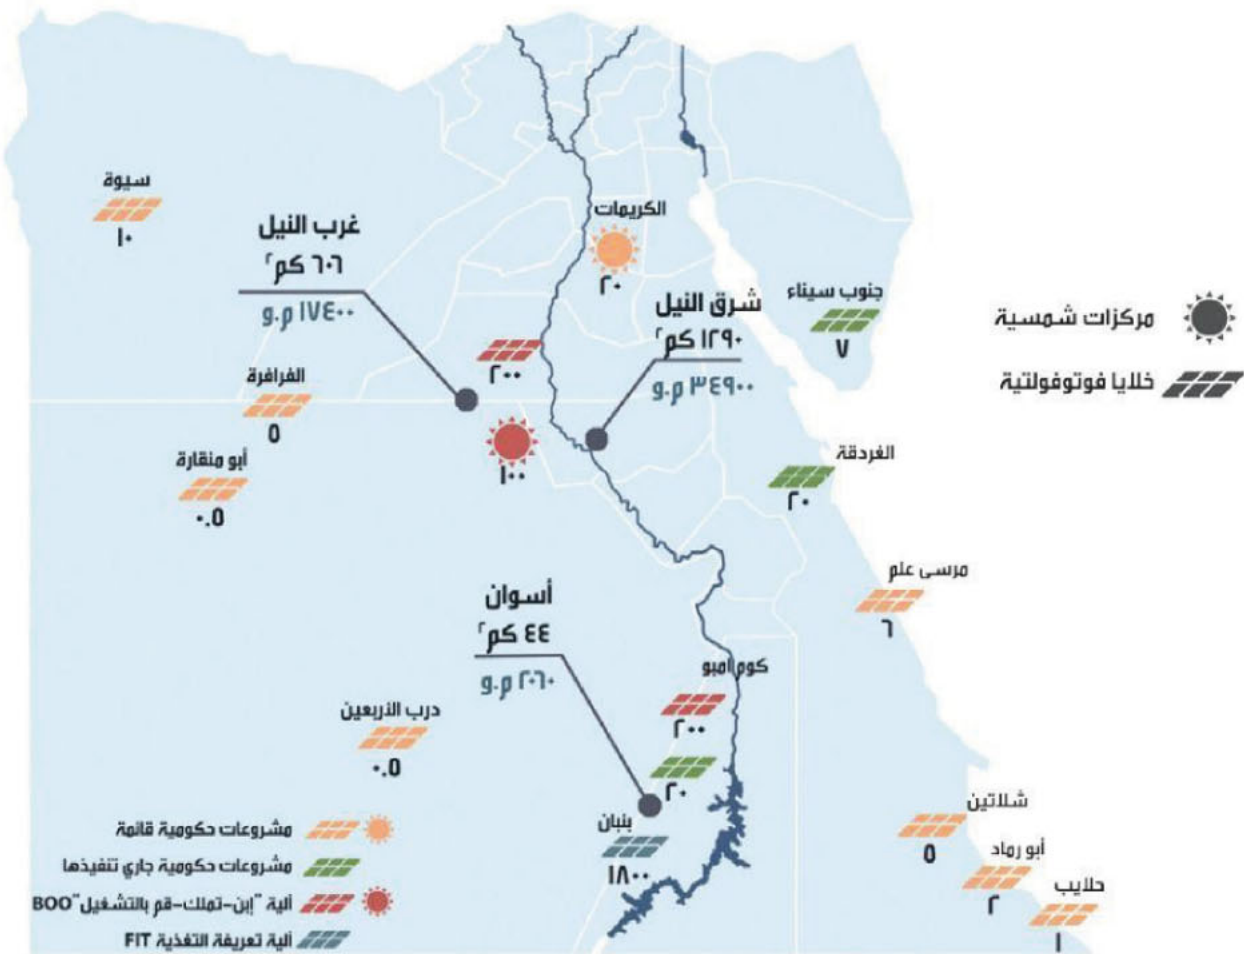 سيوة
١٠
غرب النيل
٦٠٦ كم٢
١٧٤٠٠ م.و
الكريمات
٢٠
شرق النيل
١٢٩٠ كم٢
٣٤٩٠٠ م.و
جنوب سيناء
٧
مركزات شمسية
خلايا فوتوفولتية
٢٠٠
الفرافرة
٥
١٠٠
أبو منقارة
٠.٥
الغردقة
٢٠
مرسى علم
٦
أسوان
٤٤ كم٢
٢٠٦٠ م.و
كوم امبو
٢٠٠
٢٠
درب الأربعين
٠.٥
بنبان
١٨٠٠
شلاتين
٥
أبو رماد
٢
حلايب
١
مشروعات حكومية قائمة
مشروعات حكومية جاري تنفيذها
آلية "إبن-تملك-قم بالتشغيل" BOO
آلية تعريفة التغذية FIT